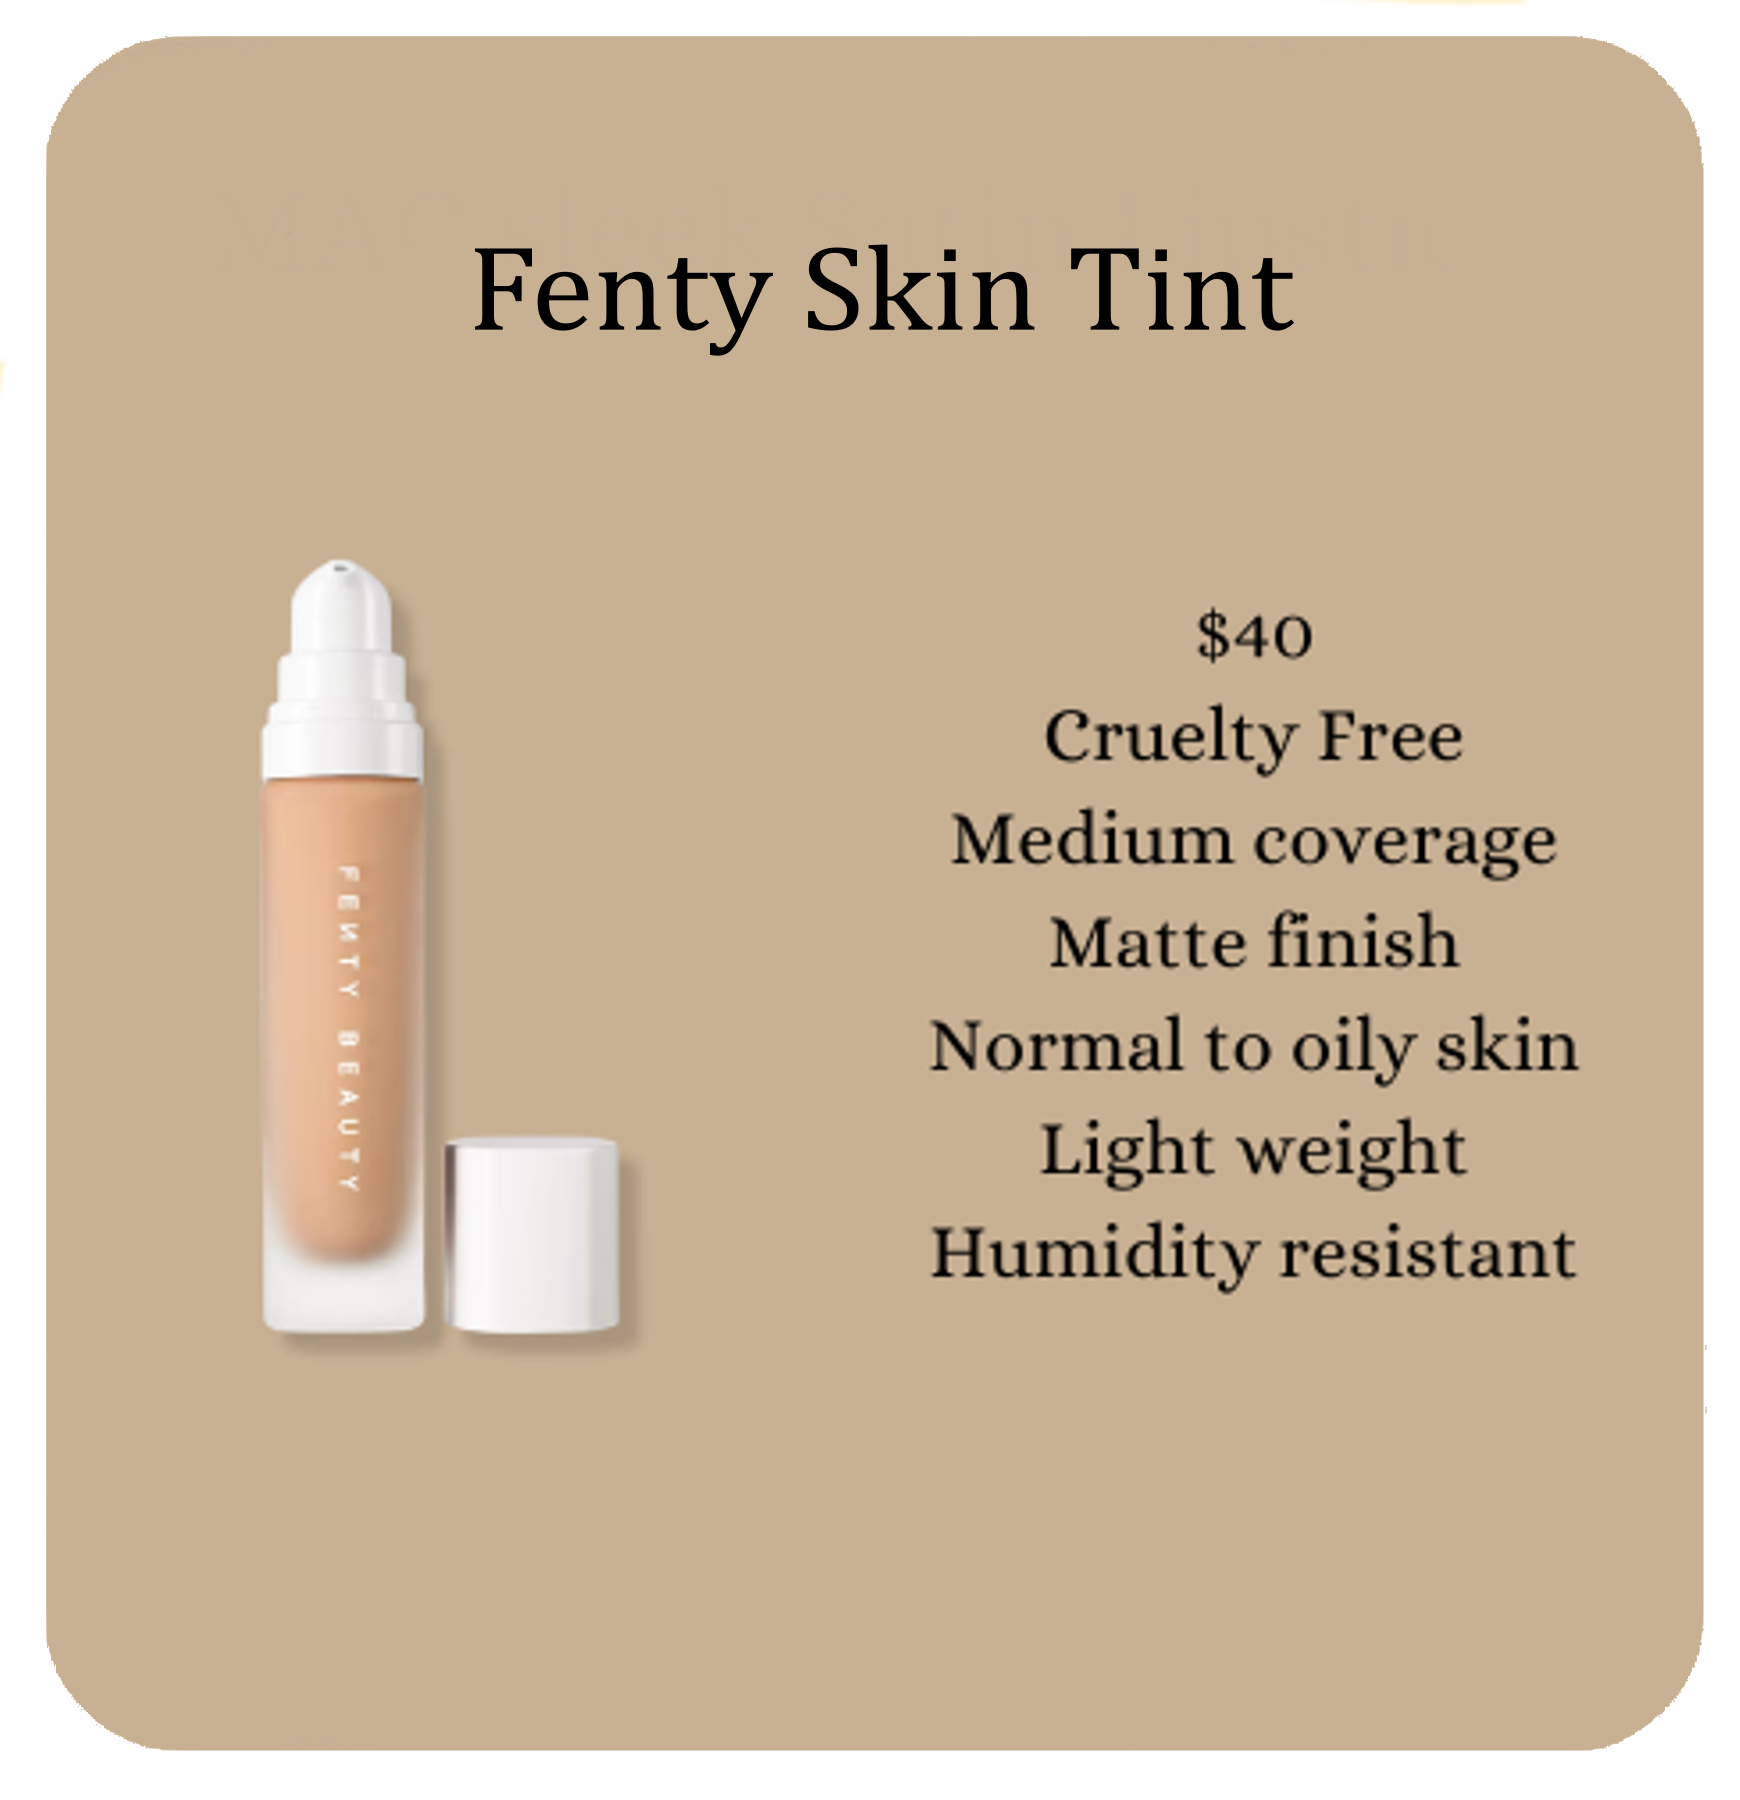 Fenty Skin Tint
$40
Cruelty Free
Medium coverage
Matte finish
Normal to oily skin
Light weight
Humidity resistant
FENTY BEAUTY